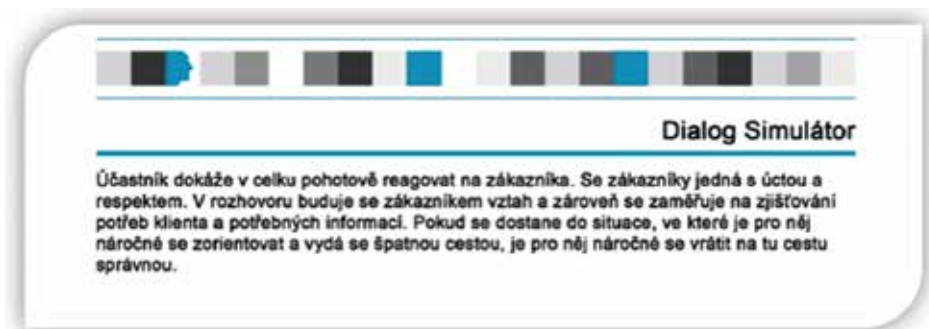 Dialog Simulátor
Účastník dokáže v celku pohotově reagovat na zákazníka. Se zákazníky jedná s úctou a
respektem. V rozhovoru buduje se zákazníkem vztah a zároveň se zaměřuje na zjišťování
potřeb klienta a potřebných informací. Pokud se dostane do situace, ve které je pro něj
náročné se zorientovat a vydá se špatnou cestou, je pro něj náročné se vrátit na tu cestu
správnou.